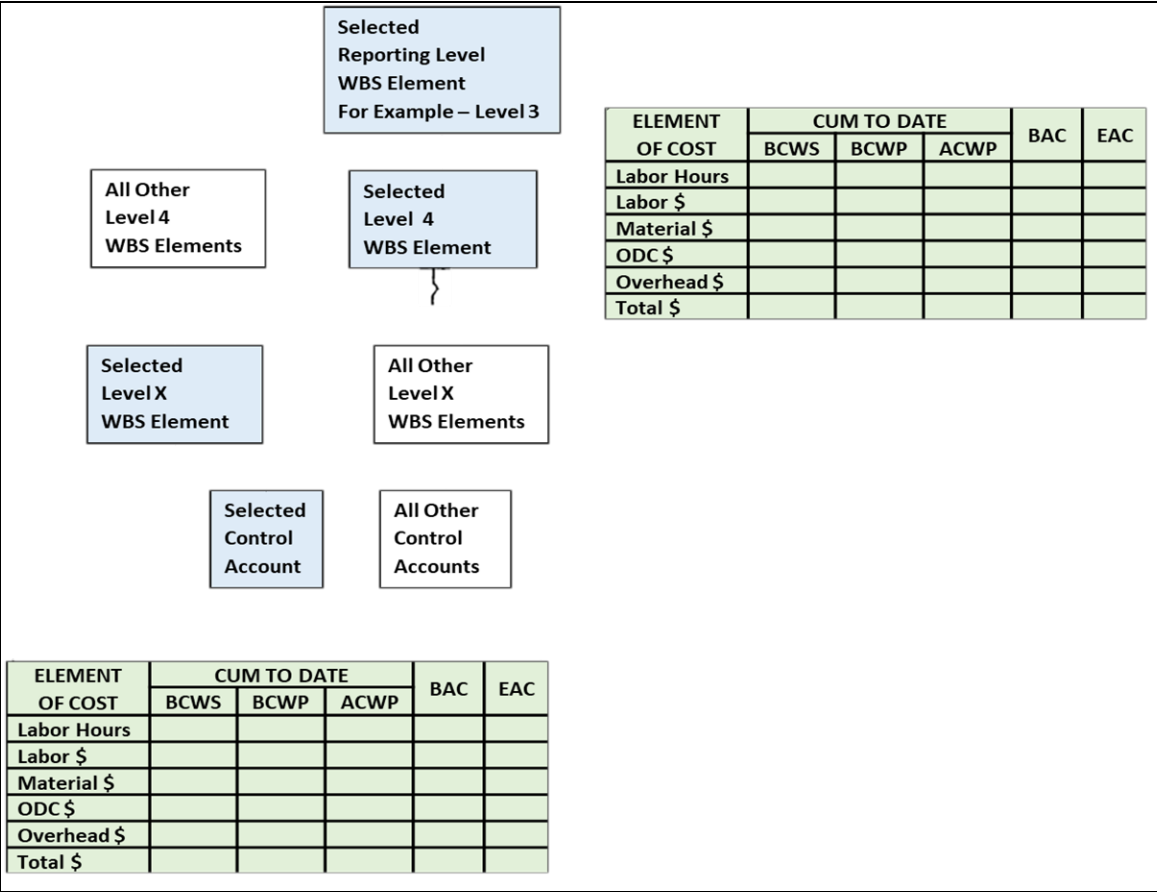 Selected
Reporting Level
WBS Element
For Example – Level 3
ELEMENT OF COST CUM TO DATE BAC EAC
BCWS BCWP ACWP
Labor Hours
Labor $
Material $
ODC $
Overhead $
Total $
All Other
Level 4
WBS Elements
Selected
Level 4
WBS Element
Selected
Level X
WBS Element
All Other
Level X
WBS Elements
Selected
Control
Account
All Other
Control
Accounts
ELEMENT OF COST CUM TO DATE BAC EAC
BCWS BCWP ACWP
Labor Hours
Labor $
Material $
ODC $
Overhead $
Total $